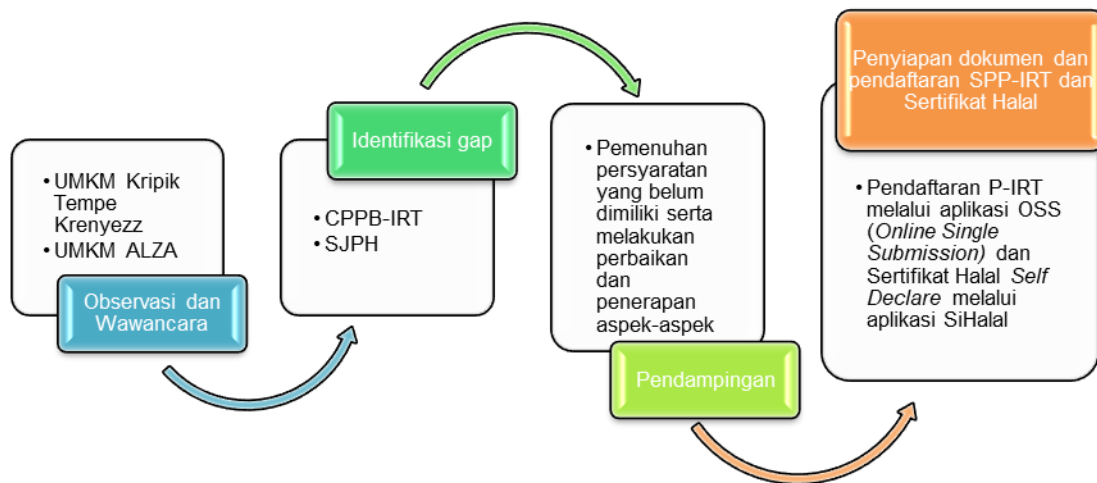 • UMKM Kripik
Tempe
Krenyezz
• UMKM ALZA
Observasi dan
Wawancara
Identifikasi gap
• CPPB-IRT
• SJPH
• Pemenuhan
persyaratan
yang belum
dimiliki serta
melakukan
perbaikan
dan
penerapan
aspek-aspek
Pendampingan
Penyiapan dokumen dan
pendaftaran SPP-IRT dan
Sertifikat Halal
• Pendaftaran P-IRT
melalui aplikasi OSS
(Online Single
Submission) dan
Sertifikat Halal Self
Declare melalui
aplikasi SiHalal